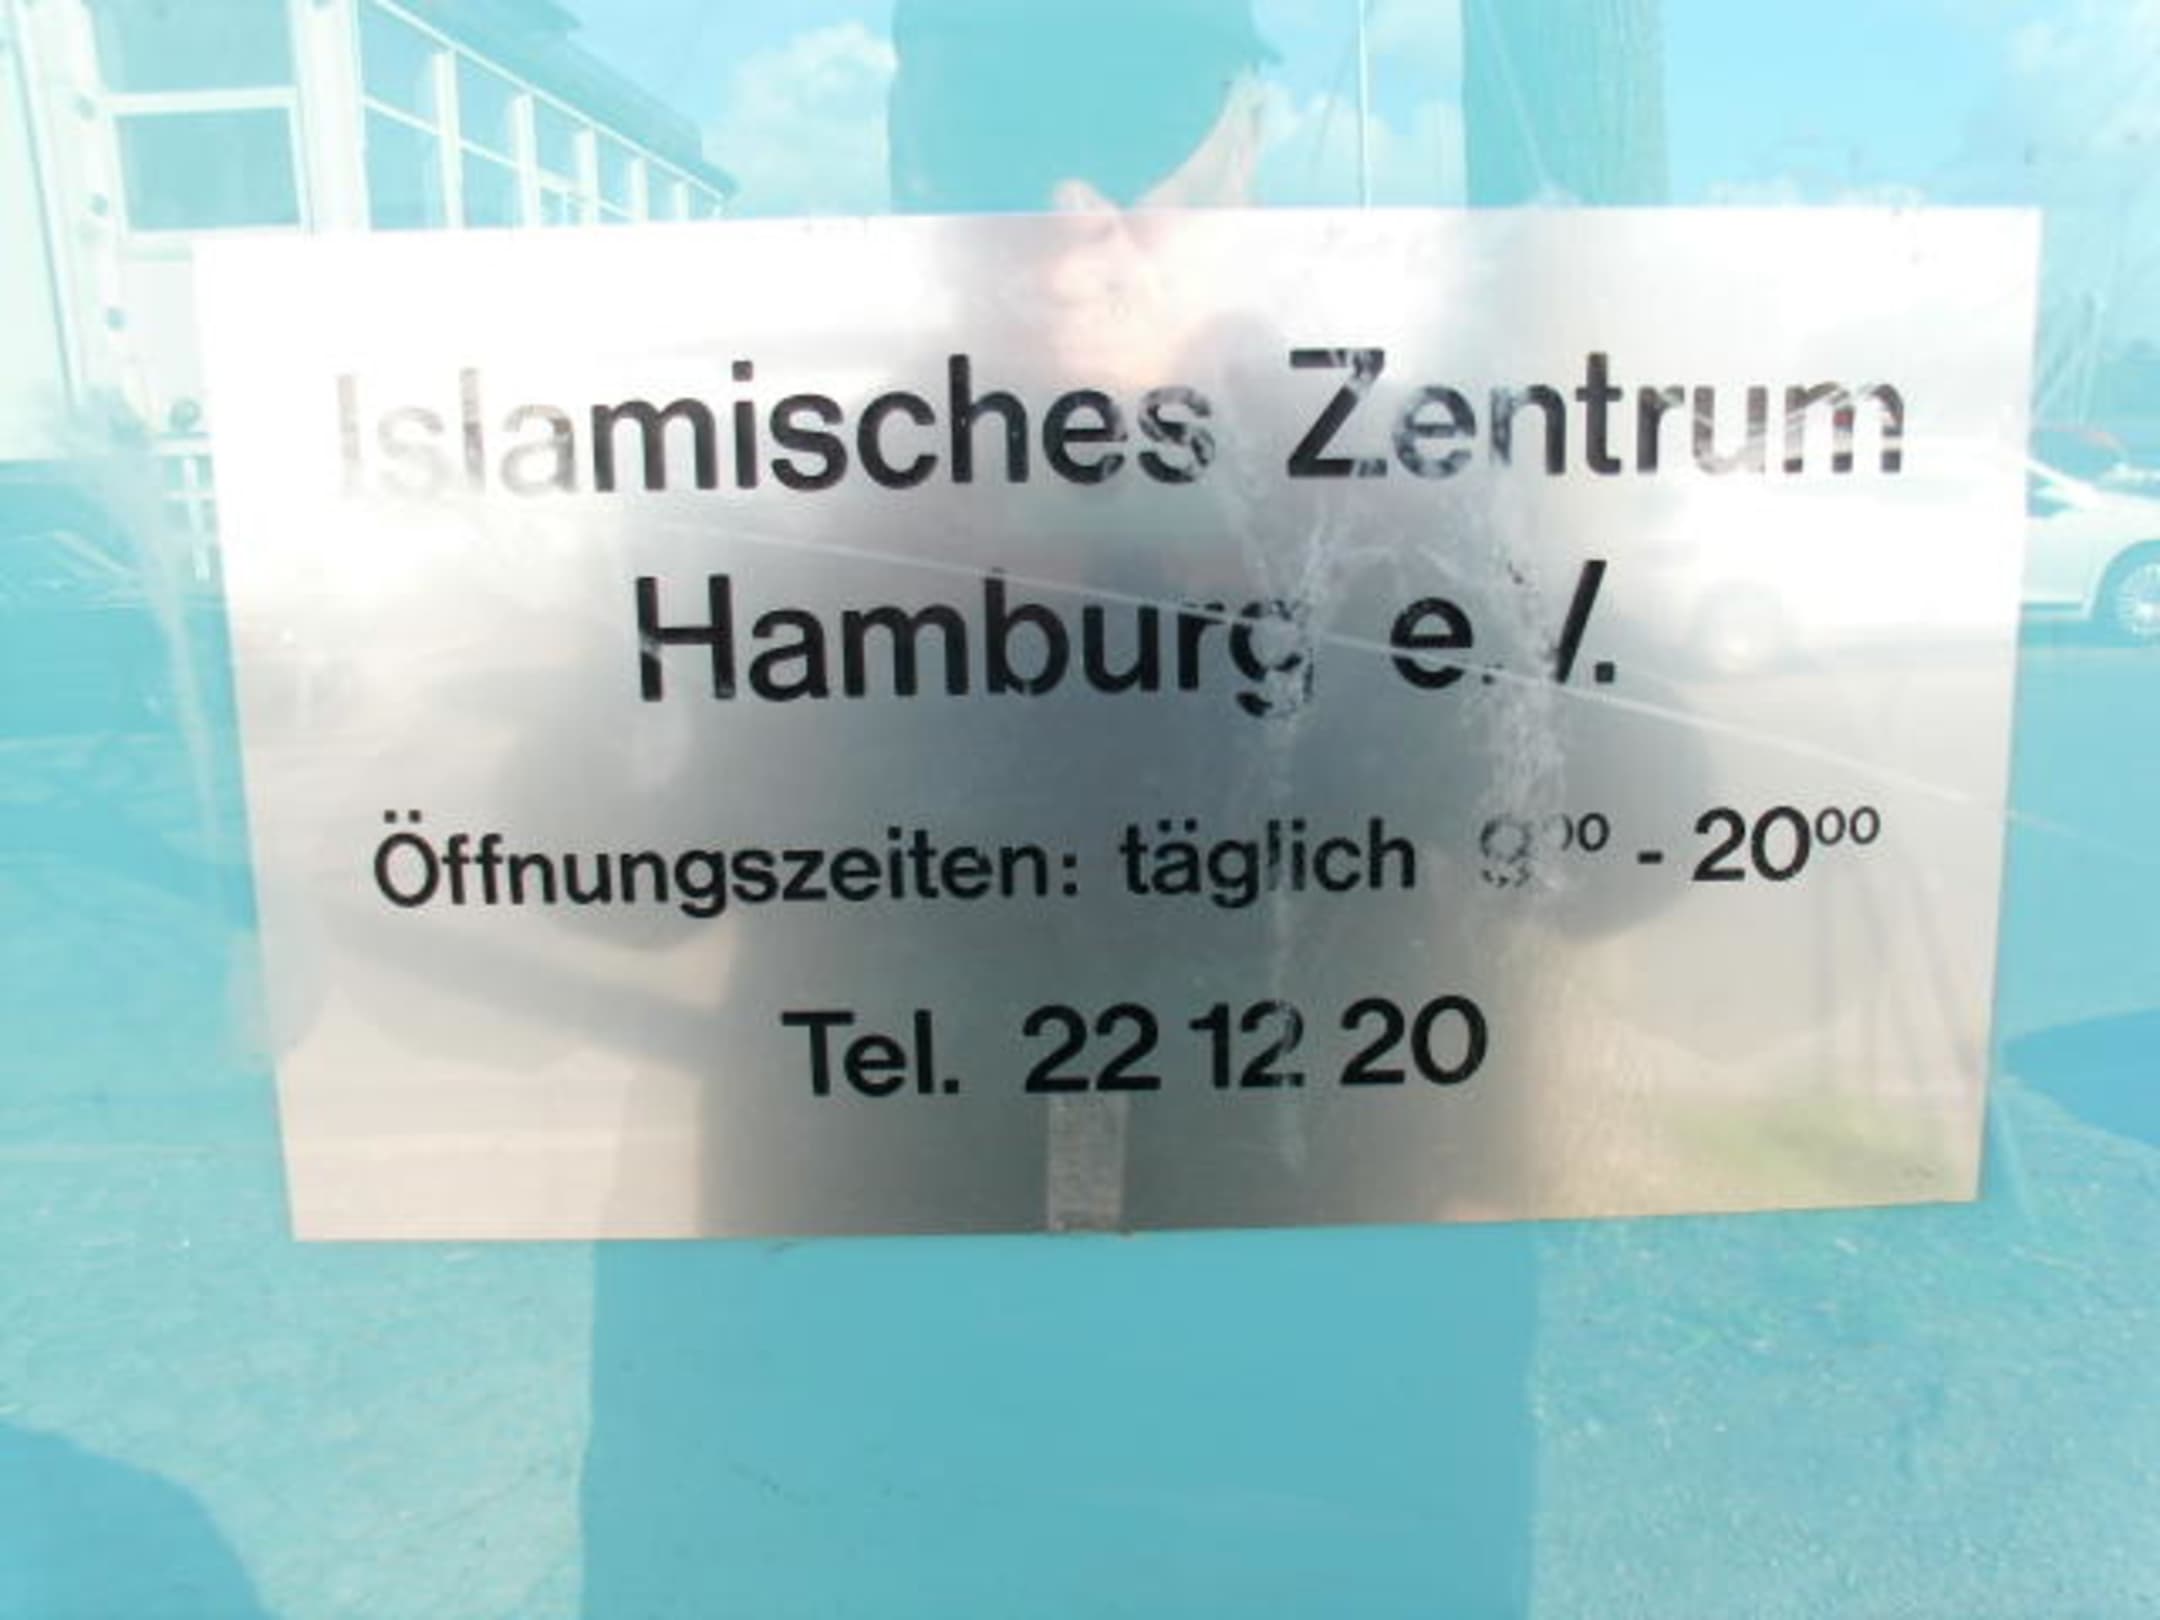 Islamisches Zentrum
Hamburg e.V.
Öffnungszeiten: täglich 9⁰⁰ - 20⁰⁰
Tel. 22 12 20